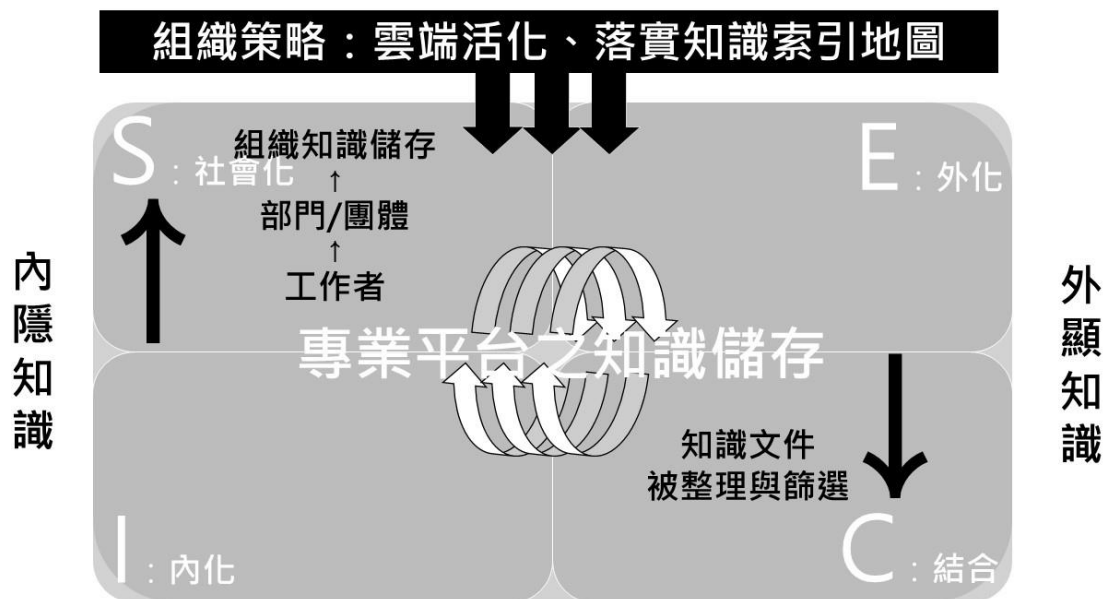 組織策略：雲端活化、落實知識索引地圖
S：社會化
組織知識儲存
↑
部門/團體
↑
工作者
E：外化
內隱知識
外顯知識
專業平台之知識儲存
知識文件
被整理與篩選
I：內化
C：結合